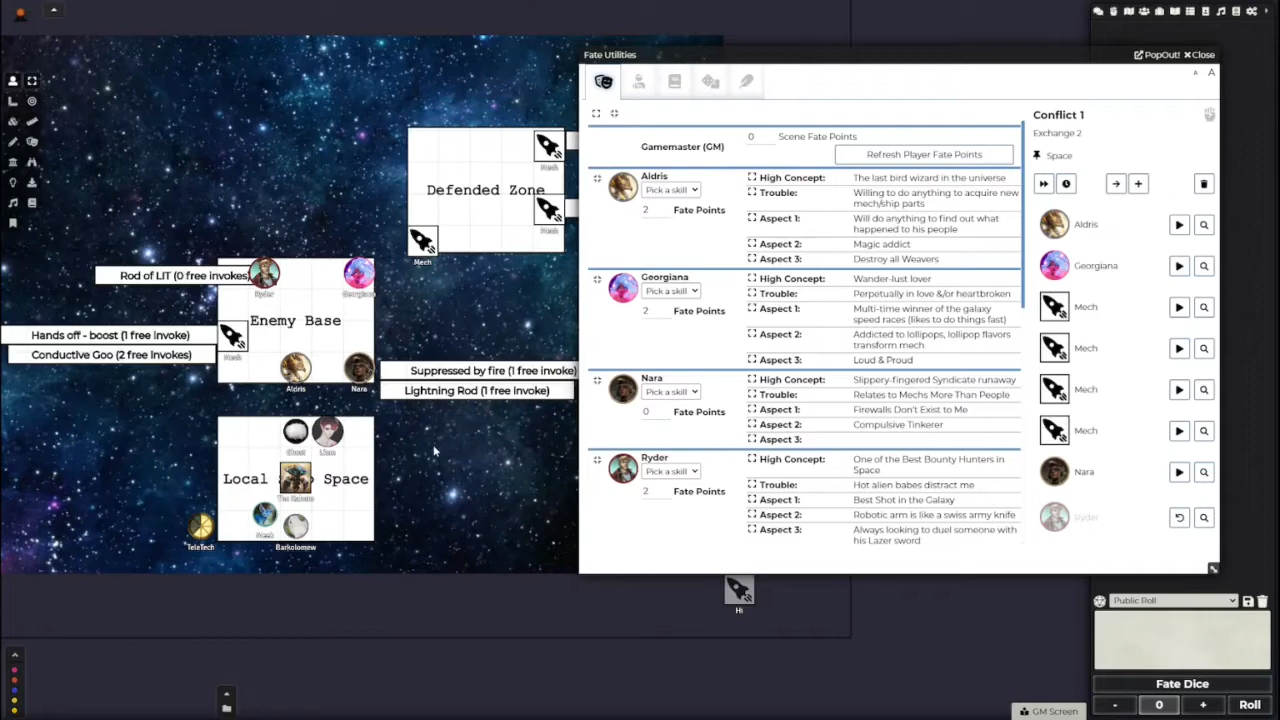 Fate Utilities
PopOut!
Close
A
A
Defended Zone
Mech
Mech
Mech
Rod of LIT (0 free invokes)
Ryder
Georgiana
Enemy Base
Hands off - boost (1 free invoke)
Conductive Goo (2 free invokes)
Mech
Aldris
Nara
Suppressed by fire (1 free invoke)
Lightning Rod (1 free invoke)
Ghost
Liam
Local
Space
TeleTech
Bartolomew
Hi
Gamemaster (GM)
0
Scene Fate Points
Refresh Player Fate Points
Aldris
Pick a skill
2
Fate Points
High Concept:
The last bird wizard in the universe
Trouble:
Willing to do anything to acquire new
mech/ship parts
Aspect 1:
Will do anything to find out what
happened to his people
Aspect 2:
Magic addict
Aspect 3:
Destroy all Weavers
Georgiana
Pick a skill
2
Fate Points
High Concept:
Wander-lust lover
Trouble:
Perpetually in love &/or heartbroken
Aspect 1:
Multi-time winner of the galaxy
speed races (likes to do things fast)
Aspect 2:
Addicted to lollipops, lollipop flavors
transform mech
Aspect 3:
Loud & Proud
Nara
Pick a skill
0
Fate Points
High Concept:
Slippery-fingered Syndicate runaway
Trouble:
Relates to Mechs More Than People
Aspect 1:
Firewalls Don't Exist to Me
Aspect 2:
Compulsive Tinkerer
Aspect 3:
Ryder
Pick a skill
2
Fate Points
High Concept:
One of the Best Bounty Hunters in
Space
Trouble:
Hot alien babes distract me
Aspect 1:
Best Shot in the Galaxy
Aspect 2:
Robotic arm is like a swiss army knife
Aspect 3:
Always looking to duel someone with
his Lazer sword
Conflict 1
Exchange 2
Space
Aldris
Georgiana
Mech
Mech
Mech
Mech
Nara
Ryder
Public Roll
Fate Dice
-
0
+
Roll
GM Screen